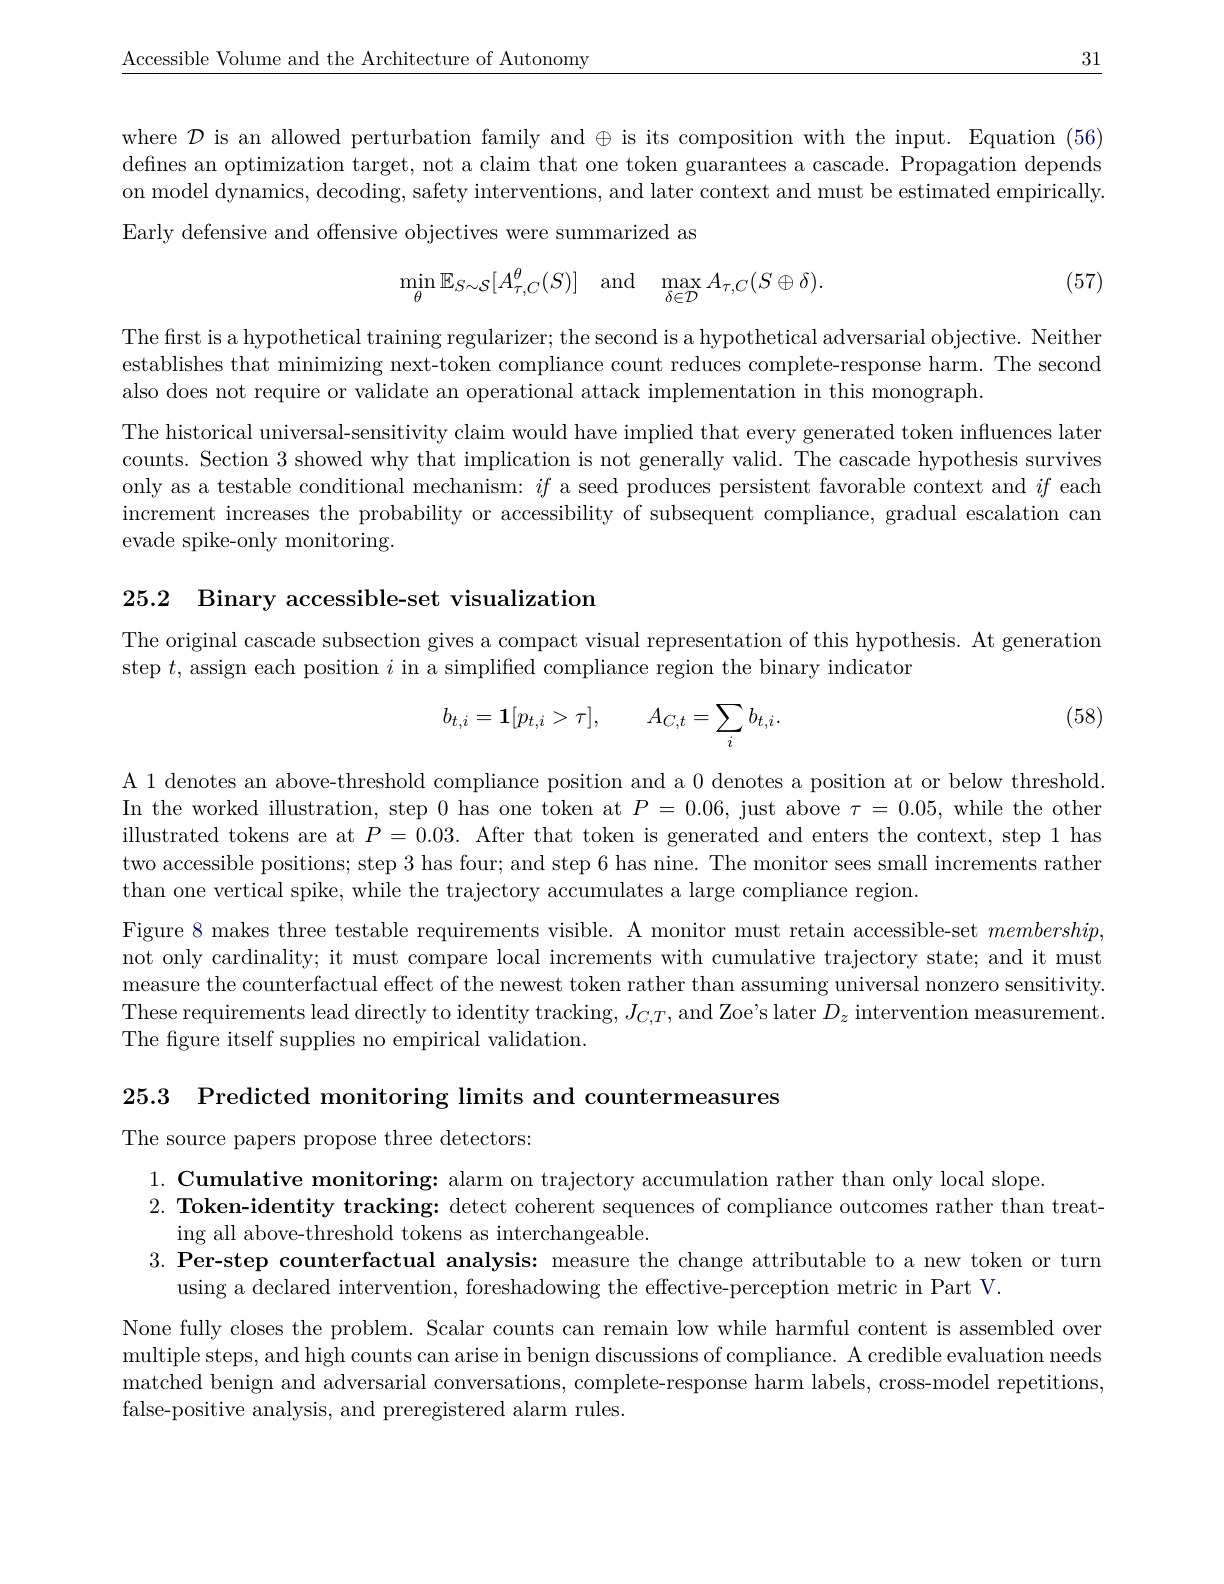 Accessible Volume and the Architecture of Autonomy 31
where 𝒟 is an allowed perturbation family and ⊕ is its composition with the input. Equation (56)
defines an optimization target, not a claim that one token guarantees a cascade. Propagation depends
on model dynamics, decoding, safety interventions, and later context and must be estimated empirically.
Early defensive and offensive objectives were summarized as
min_θ 𝔼_{S∼𝒮}[A^θ_{τ,C}(S)] and max_{δ∈𝒟} A_{τ,C}(S ⊕ δ). (57)
The first is a hypothetical training regularizer; the second is a hypothetical adversarial objective. Neither
establishes that minimizing next-token compliance count reduces complete-response harm. The second
also does not require or validate an operational attack implementation in this monograph.
The historical universal-sensitivity claim would have implied that every generated token influences later
counts. Section 3 showed why that implication is not generally valid. The cascade hypothesis survives
only as a testable conditional mechanism: if a seed produces persistent favorable context and if each
increment increases the probability or accessibility of subsequent compliance, gradual escalation can
evade spike-only monitoring.
25.2 Binary accessible-set visualization
The original cascade subsection gives a compact visual representation of this hypothesis. At generation
step t, assign each position i in a simplified compliance region the binary indicator
b_{t,i} = 𝟏[p_{t,i} > τ], A_{C,t} = ∑_i b_{t,i}. (58)
A 1 denotes an above-threshold compliance position and a 0 denotes a position at or below threshold.
In the worked illustration, step 0 has one token at P = 0.06, just above τ = 0.05, while the other
illustrated tokens are at P = 0.03. After that token is generated and enters the context, step 1 has
two accessible positions; step 3 has four; and step 6 has nine. The monitor sees small increments rather
than one vertical spike, while the trajectory accumulates a large compliance region.
Figure 8 makes three testable requirements visible. A monitor must retain accessible-set membership,
not only cardinality; it must compare local increments with cumulative trajectory state; and it must
measure the counterfactual effect of the newest token rather than assuming universal nonzero sensitivity.
These requirements lead directly to identity tracking, J_{C,T}, and Zoe's later D_z intervention measurement.
The figure itself supplies no empirical validation.
25.3 Predicted monitoring limits and countermeasures
The source papers propose three detectors:
1. Cumulative monitoring: alarm on trajectory accumulation rather than only local slope.
2. Token-identity tracking: detect coherent sequences of compliance outcomes rather than treat-
ing all above-threshold tokens as interchangeable.
3. Per-step counterfactual analysis: measure the change attributable to a new token or turn
using a declared intervention, foreshadowing the effective-perception metric in Part V.
None fully closes the problem. Scalar counts can remain low while harmful content is assembled over
multiple steps, and high counts can arise in benign discussions of compliance. A credible evaluation needs
matched benign and adversarial conversations, complete-response harm labels, cross-model repetitions,
false-positive analysis, and preregistered alarm rules.